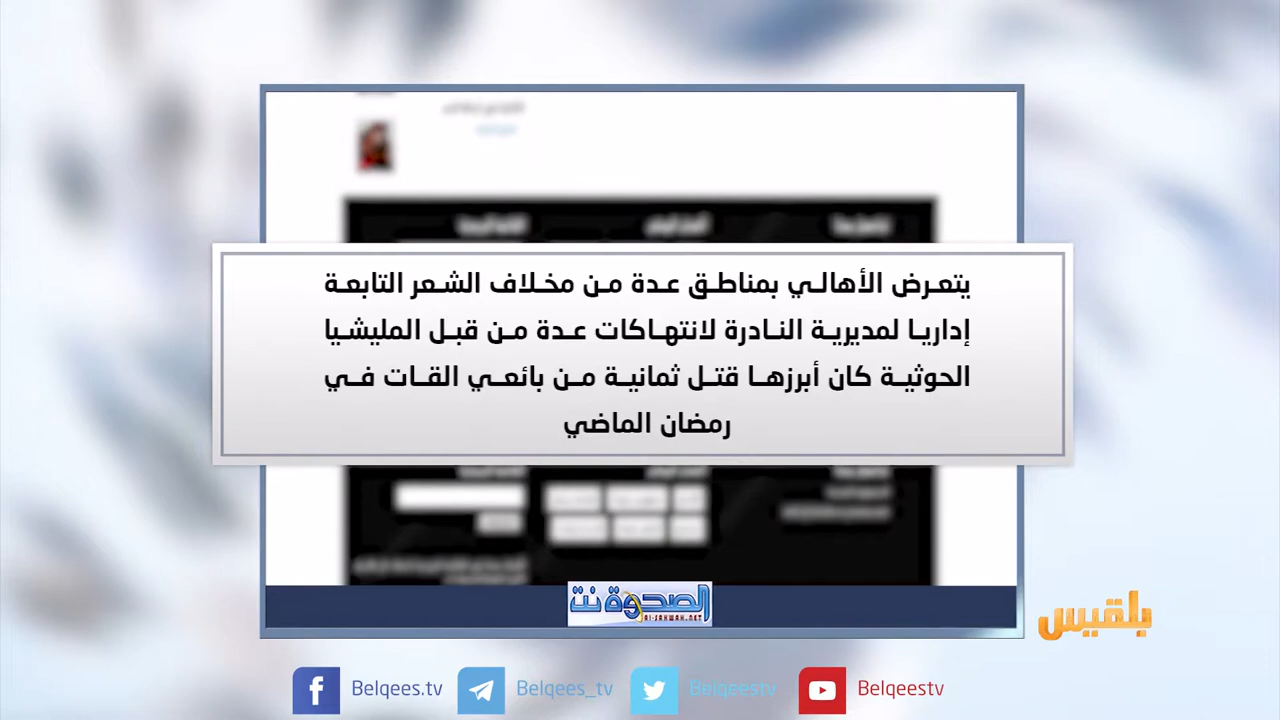 يتعرض الأهالي بمناطق عدة من مخلاف الشعر التابعة
إداريا لمديرية النادرة لانتهاكات عدة من قبل المليشيا
الحوثية كان أبرزها قتل ثمانية من بائعي القات في
رمضان الماضي
الصحوة نت
Al-SAHWAH.NET
بلقيس
Belqees.tv
Belqees_tv
Belqeestv
Belqeestv